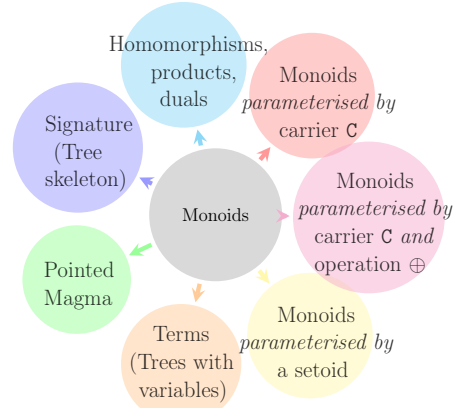 Homomorphisms,
products,
duals
Monoids
parameterised by
carrier C
Signature
(Tree
skeleton)
Monoids
Monoids
parameterised by
carrier C and
operation ⊕
Pointed
Magma
Terms
(Trees with
variables)
Monoids
parameterised by
a setoid